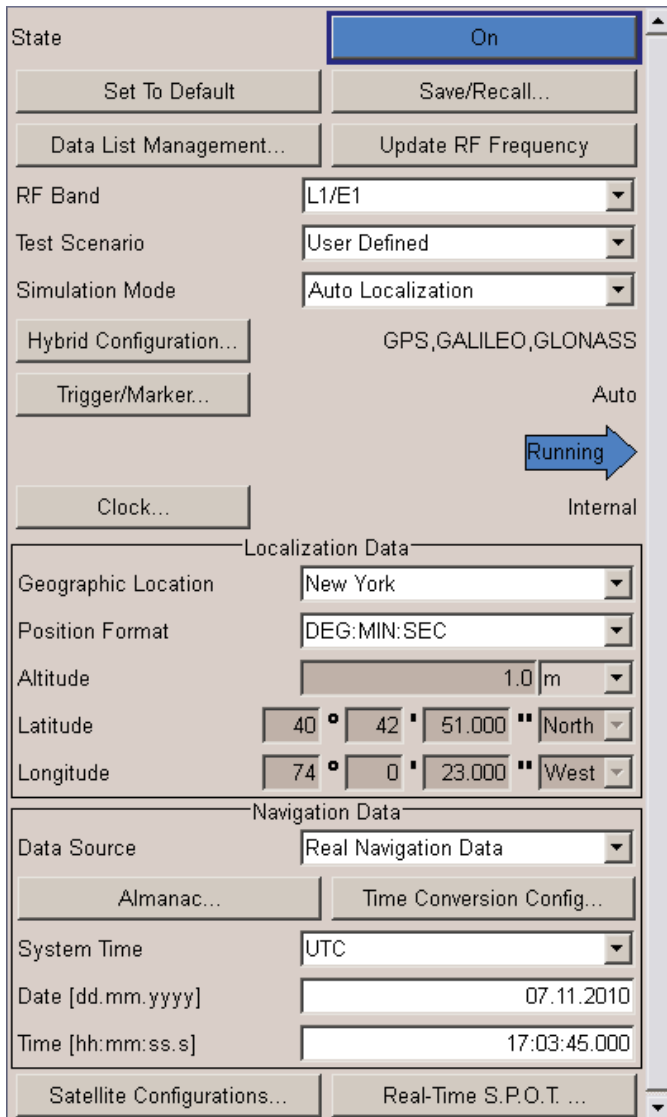 State On
Set To Default Save/Recall...
Data List Management... Update RF Frequency
RF Band L1/E1
Test Scenario User Defined
Simulation Mode Auto Localization
Hybrid Configuration... GPS,GALILEO,GLONASS
Trigger/Marker... Auto
Running
Clock... Internal
Localization Data
Geographic Location New York
Position Format DEG:MIN:SEC
Altitude 1.0 m
Latitude 40 ° 42 ' 51.000 " North
Longitude 74 ° 0 ' 23.000 " West
Navigation Data
Data Source Real Navigation Data
Almanac... Time Conversion Config...
System Time UTC
Date [dd.mm.yyyy] 07.11.2010
Time [hh:mm:ss.s] 17:03:45.000
Satellite Configurations... Real-Time S.P.O.T. ...